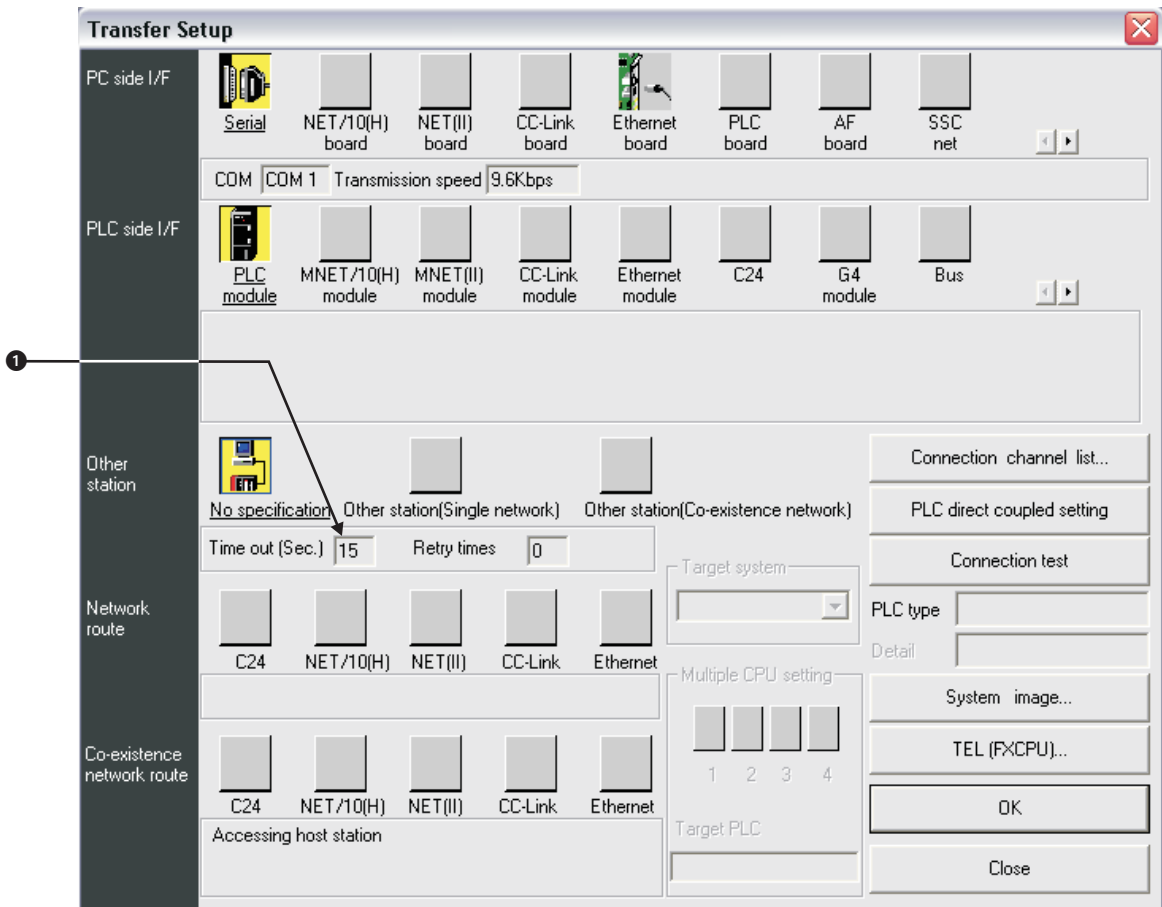 Transfer Setup
PC side I/F
Serial
NET/10(H) board
NET(II) board
CC-Link board
Ethernet board
PLC board
AF board
SSC net
COM COM 1 Transmission speed 9.6Kbps
PLC side I/F
PLC module
MNET/10(H) module
MNET(II) module
CC-Link module
Ethernet module
C24
G4 module
Bus
1
Other station
No specification
Other station(Single network)
Other station(Co-existence network)
Time out (Sec.) 15 Retry times 0
Connection channel list...
PLC direct coupled setting
Connection test
PLC type
Detail
System image...
TEL (FXCPU)...
OK
Close
Target system
Network route
C24
NET/10(H)
NET(II)
CC-Link
Ethernet
Multiple CPU setting
1 2 3 4
Target PLC
Co-existence network route
C24
NET/10(H)
NET(II)
CC-Link
Ethernet
Accessing host station